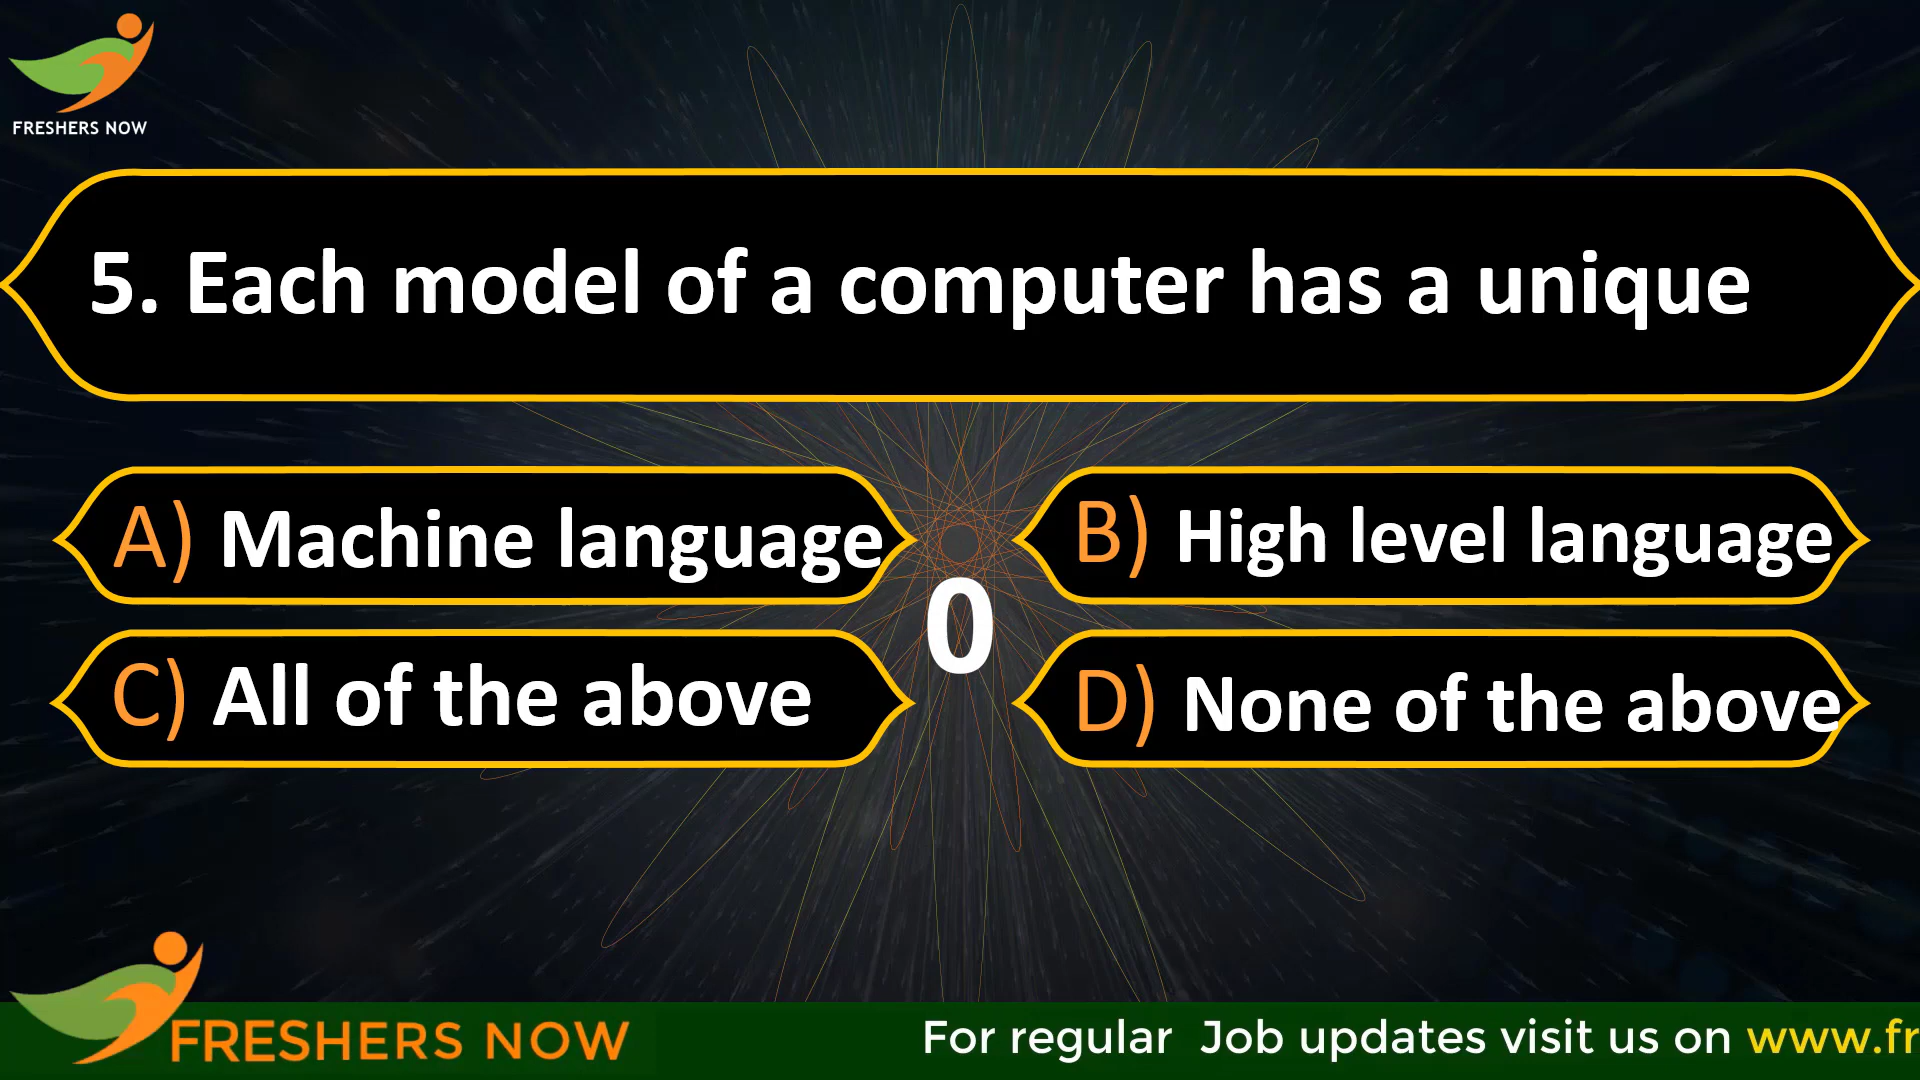 FRESHERS NOW
5. Each model of a computer has a unique
A) Machine language
B) High level language
0
C) All of the above
D) None of the above
FRESHERS NOW
For regular Job updates visit us on www.fr